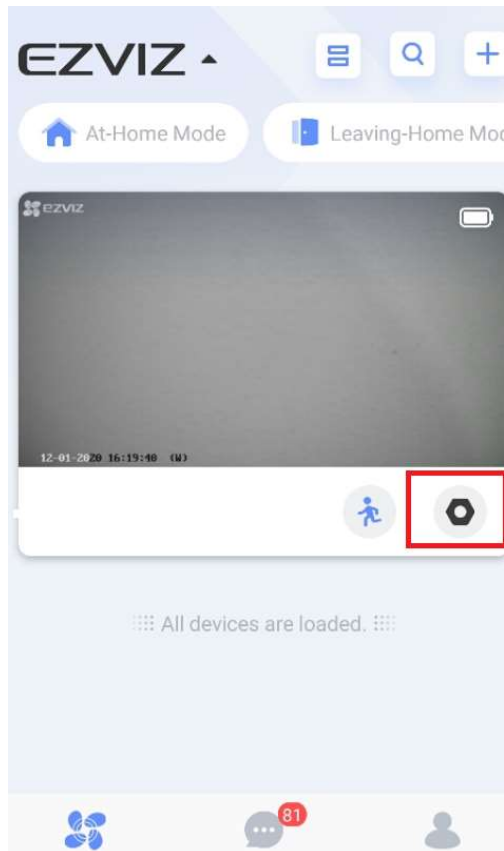 EZVIZ
At-Home Mode
Leaving-Home Mod
ezviz
12-01-2020 16:19:40 (W)
All devices are loaded.
81